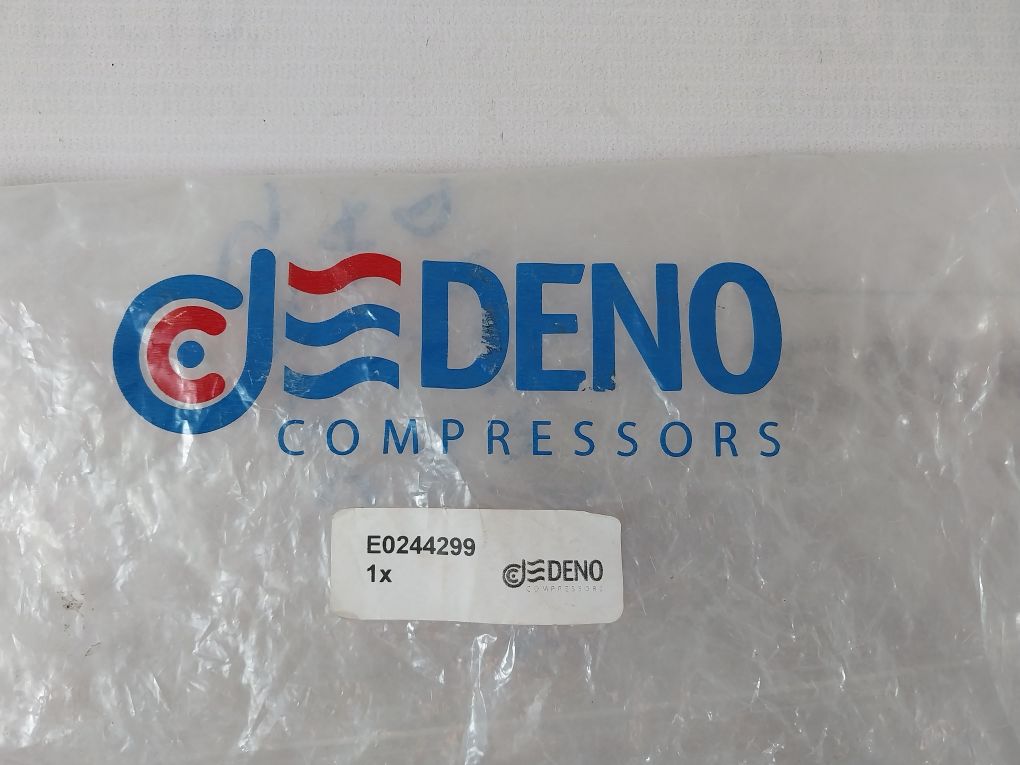 DENO
COMPRESSORS
E0244299
1x
DENO
COMPRESSORS